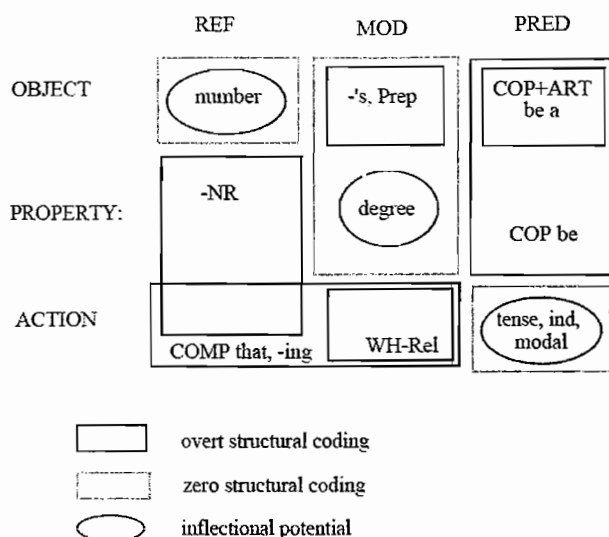 REF MOD PRED
OBJECT number -'s, Prep COP+ART
be a
PROPERTY: -NR degree COP be
ACTION COMP that, -ing WH-Rel tense, ind,
modal
overt structural coding
zero structural coding
inflectional potential